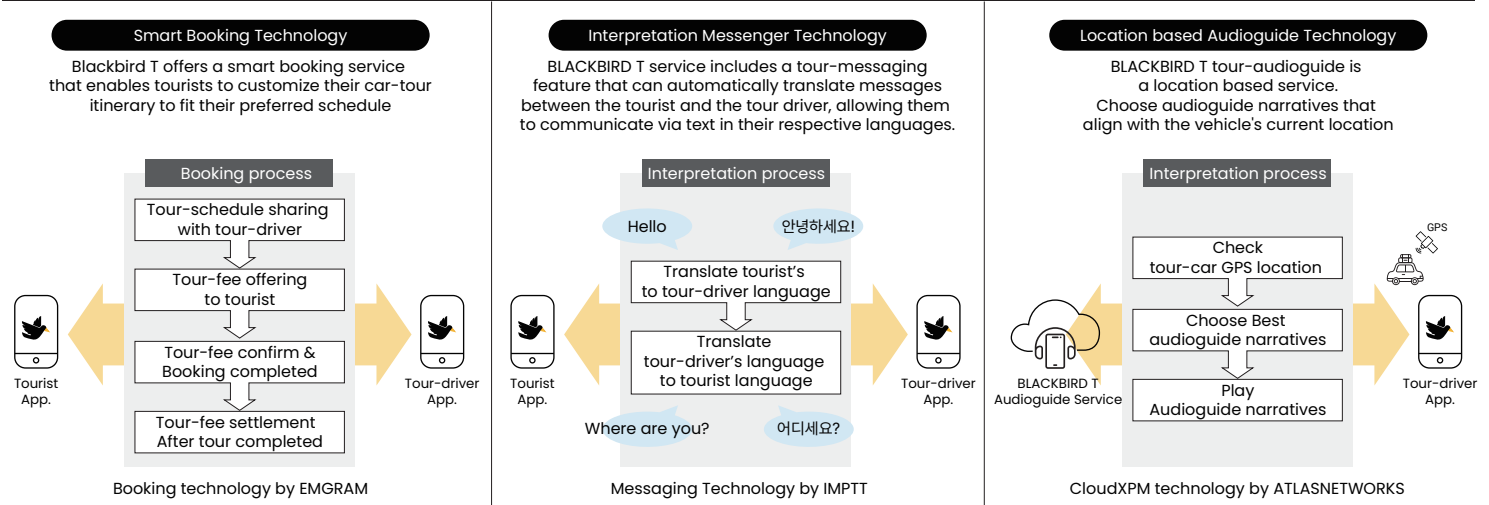 Smart Booking Technology
Blackbird T offers a smart booking service
that enables tourists to customize their car-tour
itinerary to fit their preferred schedule
Booking process
Tour-schedule sharing
with tour-driver
Tour-fee offering
to tourist
Tour-fee confirm &
Booking completed
Tour-fee settlement
After tour completed
Tourist
App.
Tour-driver
App.
Booking technology by EMGRAM
Interpretation Messenger Technology
BLACKBIRD T service includes a tour-messaging
feature that can automatically translate messages
between the tourist and the tour driver, allowing them
to communicate via text in their respective languages.
Interpretation process
Hello
안녕하세요!
Translate tourist's
to tour-driver language
Translate
tour-driver's language
to tourist language
Where are you?
어디세요?
Tourist
App.
Tour-driver
App.
Messaging Technology by IMPTT
Location based Audioguide Technology
BLACKBIRD T tour-audioguide is
a location based service.
Choose audioguide narratives that
align with the vehicle's current location
Interpretation process
GPS
Check
tour-car GPS location
Choose Best
audioguide narratives
Play
Audioguide narratives
BLACKBIRD T
Audioguide Service
Tour-driver
App.
CloudXPM technology by ATLASNETWORKS